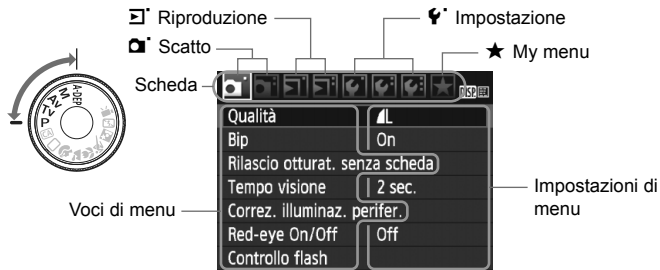 Riproduzione
Impostazione
Scatto
My menu
Scheda
DISP.
A-DEP
M
Av
Tv
P
Qualità L
Bip On
Rilascio otturat. senza scheda
Tempo visione 2 sec.
Correz. illuminaz. perifer.
Red-eye On/Off Off
Controllo flash
Voci di menu
Impostazioni di
menu